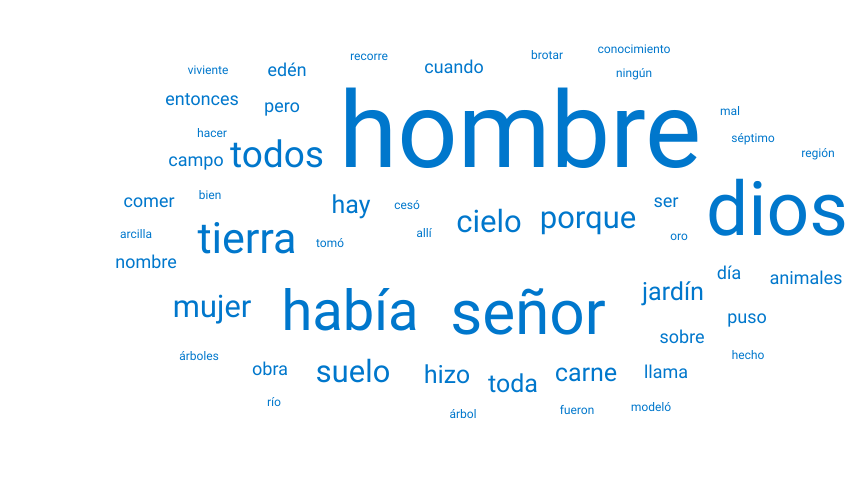 conocimiento
recorre
brotar
cuando
viviente
edén
ningún
entonces
pero
hombre
mal
hacer
séptimo
campo
todos
región
comer
bien
hay
cesó
ser
dios
arcilla
tierra
tomó
allí
cielo
porque
oro
nombre
día
animales
mujer
había
señor
jardín
puso
sobre
árboles
hecho
obra
suelo
hizo
toda
carne
llama
río
árbol
fueron
modeló